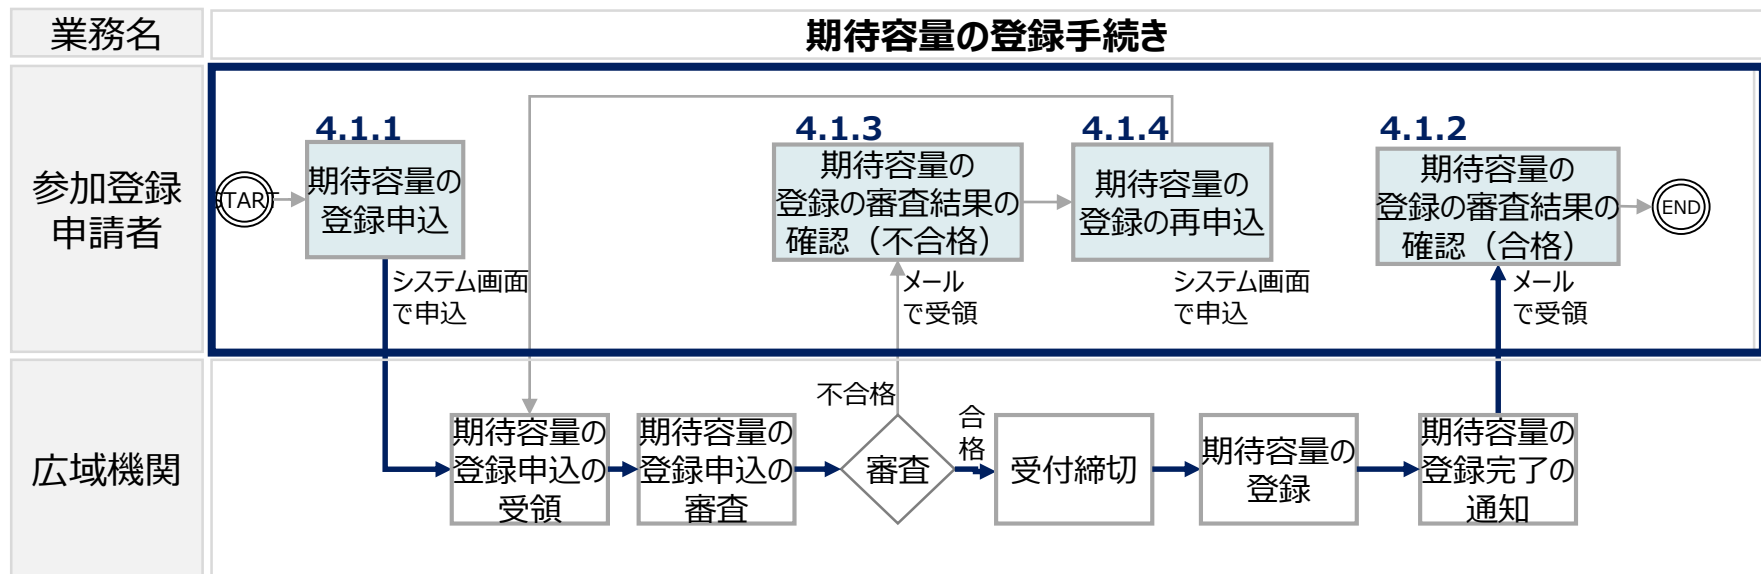 業務名
期待容量の登録手続き
参加登録
申請者
START
4.1.1
期待容量の
登録申込
システム画面
で申込
4.1.3
期待容量の
登録の審査結果の
確認（不合格）
メール
で受領
4.1.4
期待容量の
登録の再申込
システム画面
で申込
4.1.2
期待容量の
登録の審査結果の
確認（合格）
メール
で受領
END
広域機関
期待容量の
登録申込の
受領
期待容量の
登録申込の
審査
審査
不合格
合
格
受付締切
期待容量の
登録
期待容量の
登録完了の
通知